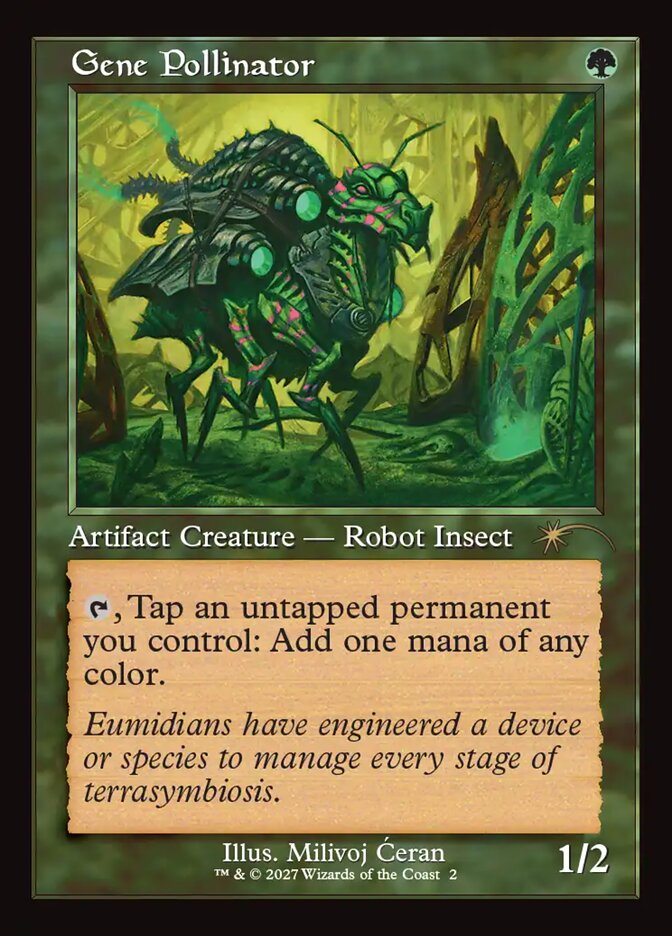 Gene Pollinator
Artifact Creature — Robot Insect
, Tap an untapped permanent
you control: Add one mana of any
color.
Eumidians have engineered a device
or species to manage every stage of
terrasymbiosis.
Illus. Milivoj Ćeran
1/2
™ & © 2027 Wizards of the Coast 2